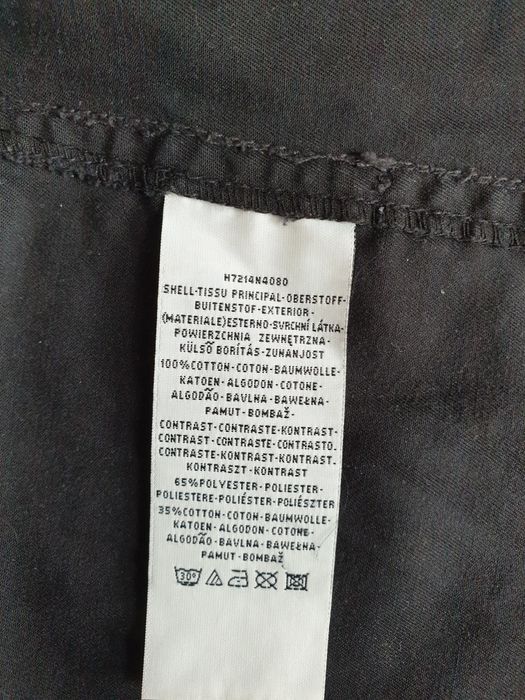 H7214N4080
SHELL-TISSU PRINCIPAL-OBERSTOFF-
BUITENSTOF-EXTERIOR-
(MATERIALE)ESTERNO-SVRCHNÍ LÁTKA-
POWIERZCHNIA ZEWNĘTRZNA-
KÜLSŐ BORÍTÁS-ZUNANJOST
100%COTTON-COTON-BAUMWOLLE-
KATOEN-ALGODON-COTONE-
ALGODÃO-BAVLNA-BAWEŁNA-
PAMUT-BOMBAŽ-
CONTRAST-CONTRASTE-KONTRAST-
CONTRAST-CONTRASTE-CONTRASTO-
CONTRASTE-KONTRAST-KONTRAST-
KONTRASZT-KONTRAST
65%POLYESTER-POLIESTER-
POLIESTERE-POLIÉSTER-POLIÉSZTER
35%COTTON-COTON-BAUMWOLLE-
KATOEN-ALGODON-COTONE-
ALGODÃO-BAVLNA-BAWEŁNA-
PAMUT-BOMBAŽ
30°